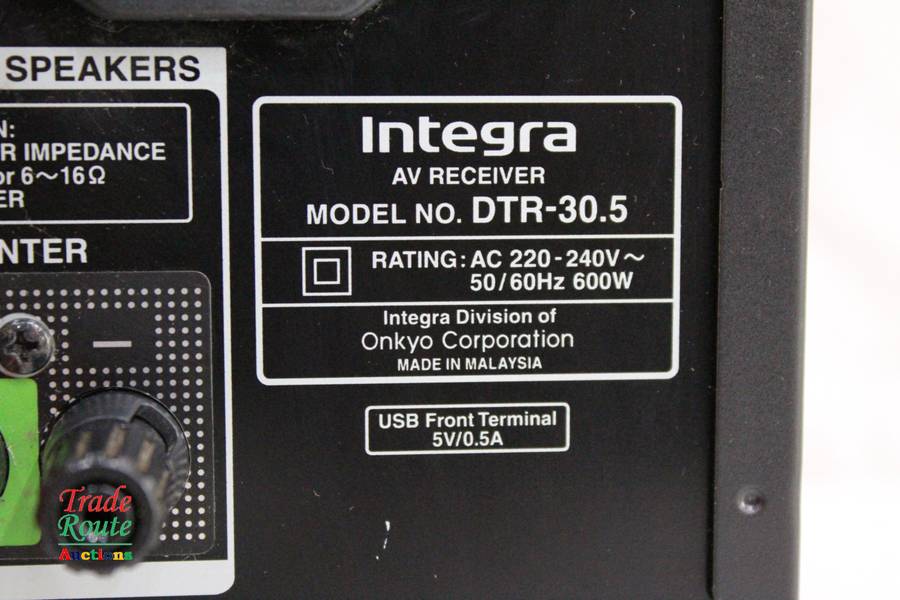 SPEAKERS
N:
R IMPEDANCE
or 6～16Ω
ER
NTER
Integra
AV RECEIVER
MODEL NO. DTR-30.5
RATING: AC 220-240V～
50/60Hz 600W
Integra Division of
Onkyo Corporation
MADE IN MALAYSIA
USB Front Terminal
5V/0.5A
Trade
Route
Auctions